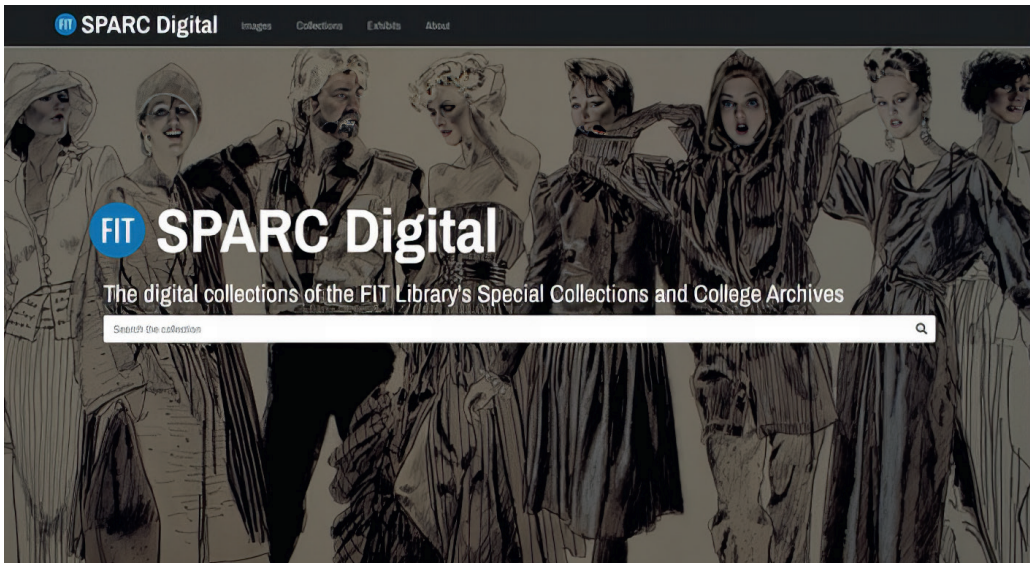 FIT SPARC Digital Images Collections Exhibits About
FIT SPARC Digital
The digital collections of the FIT Library's Special Collections and College Archives
Search the collection